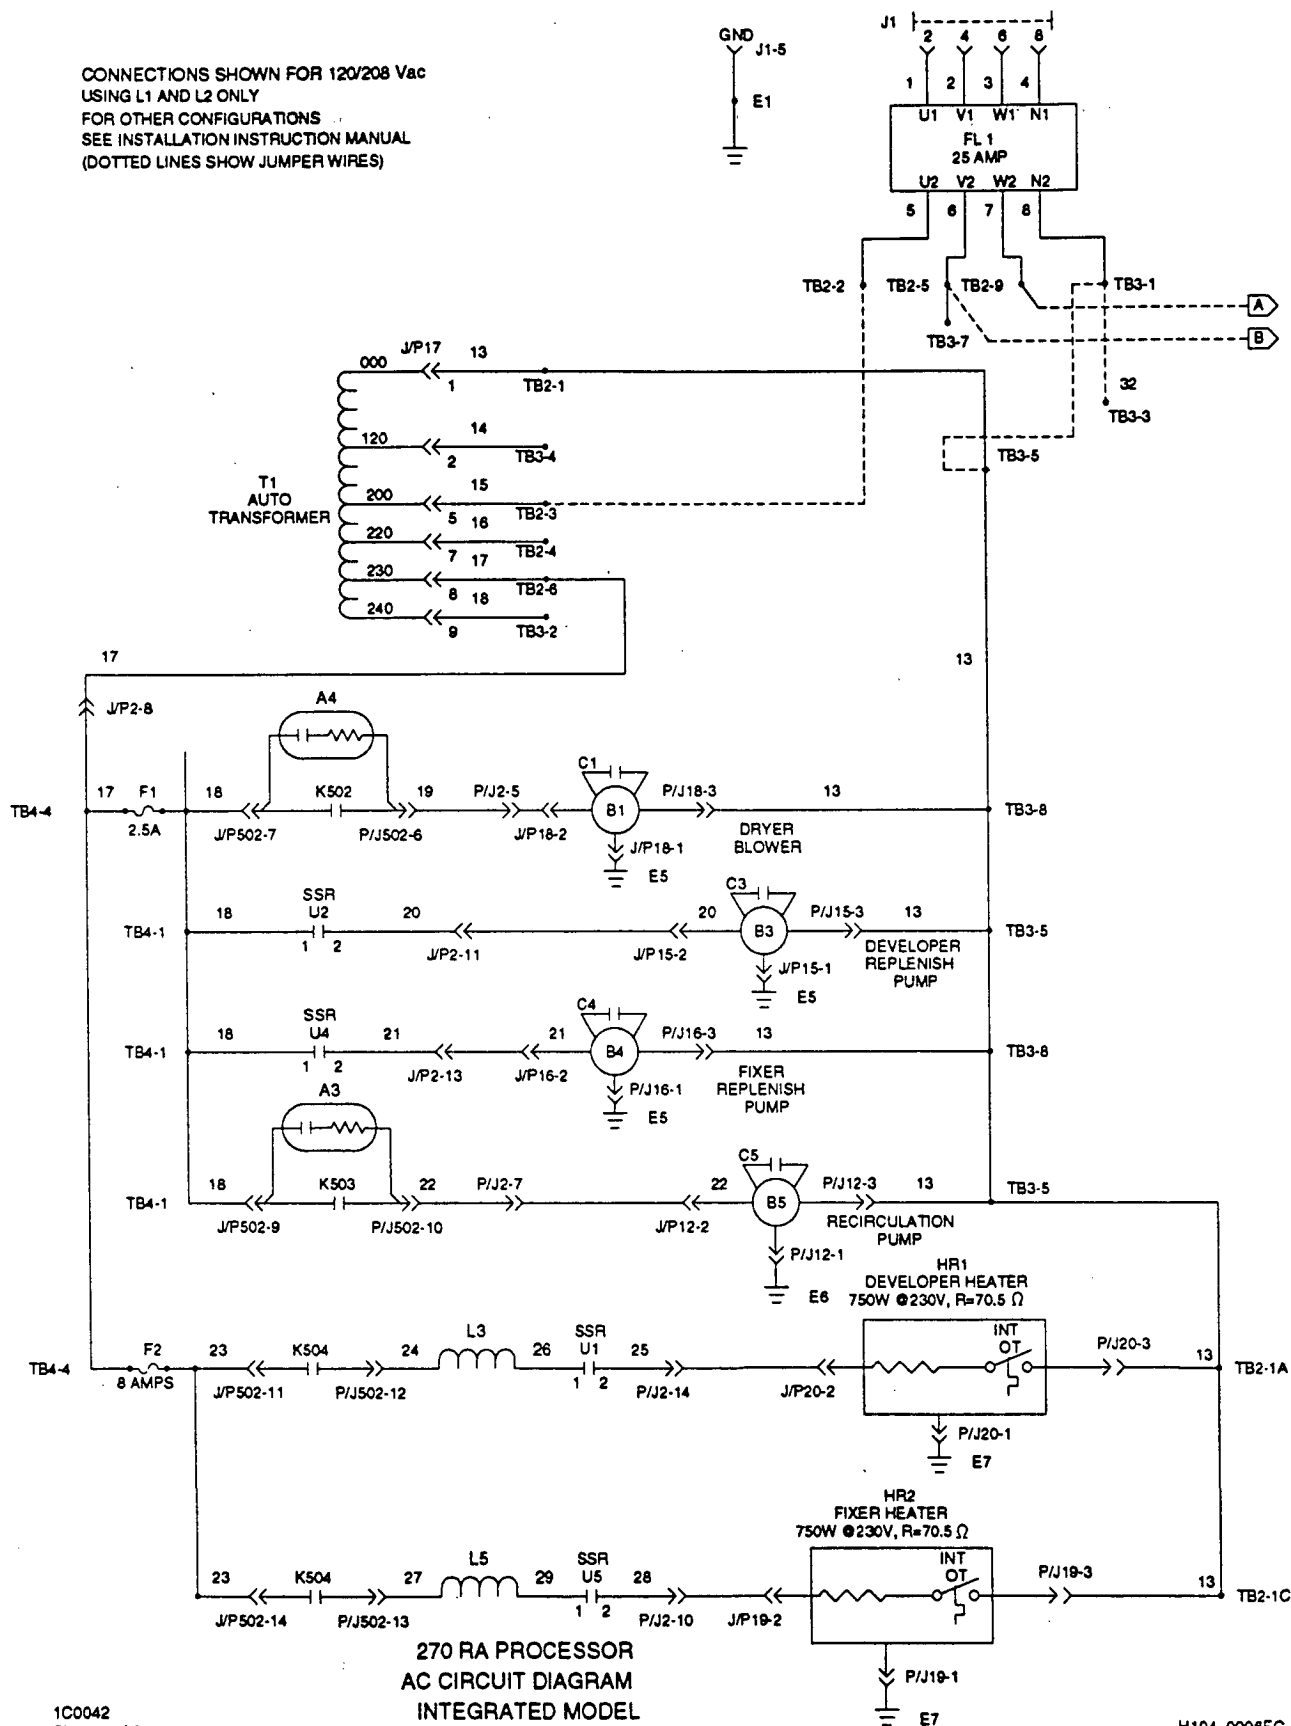 J1
GND
J1-5
2 4 6 8
CONNECTIONS SHOWN FOR 120/208 Vac
USING L1 AND L2 ONLY
FOR OTHER CONFIGURATIONS
SEE INSTALLATION INSTRUCTION MANUAL
(DOTTED LINES SHOW JUMPER WIRES)
1 2 3 4
E1
U1 V1 W1 N1
FL 1
25 AMP
U2 V2 W2 N2
5 6 7 8
TB2-2 TB2-5 TB2-9 TB3-1
A
TB3-7
B
000 J/P17 13
1 TB2-1
32
TB3-3
120 14
2 TB3-4
TB3-5
T1
AUTO
TRANSFORMER
200 15
5 TB2-3
220 16
7 TB2-4
230 17
8 TB2-6
240 18
9 TB3-2
17
13
J/P2-8
A4
TB4-4 17 F1 18 K502 19 P/J2-5 C1 B1 P/J18-3 13 TB3-8
2.5A J/P502-7 P/J502-6 J/P18-2
DRYER
BLOWER
J/P18-1
E5
SSR
U2
TB4-1 18 20 20 C3 B3 P/J15-3 13 TB3-5
1 2 J/P2-11 J/P15-2
DEVELOPER
REPLENISH
PUMP
J/P15-1
E5
SSR
U4
TB4-1 18 21 21 C4 B4 P/J16-3 13 TB3-8
1 2 J/P2-13 J/P16-2
FIXER
REPLENISH
PUMP
P/J16-1
E5
A3
TB4-1 18 K503 22 P/J2-7 22 C5 B5 P/J12-3 13 TB3-5
J/P502-9 P/J502-10 J/P12-2
RECIRCULATION
PUMP
P/J12-1
E6
HR1
DEVELOPER HEATER
750W @230V, R=70.5 Ω
TB4-4 F2 23 K504 24 L3 26 SSR U1 25 INT OT P/J20-3 13 TB2-1A
8 AMPS J/P502-11 P/J502-12 1 2 P/J2-14 J/P20-2
P/J20-1
E7
HR2
FIXER HEATER
750W @230V, R=70.5 Ω
23 K504 27 L5 29 SSR U5 28 INT OT P/J19-3 13 TB2-1C
J/P502-14 P/J502-13 1 2 P/J2-10 J/P19-2
P/J19-1
E7
270 RA PROCESSOR
AC CIRCUIT DIAGRAM
INTEGRATED MODEL
1C0042